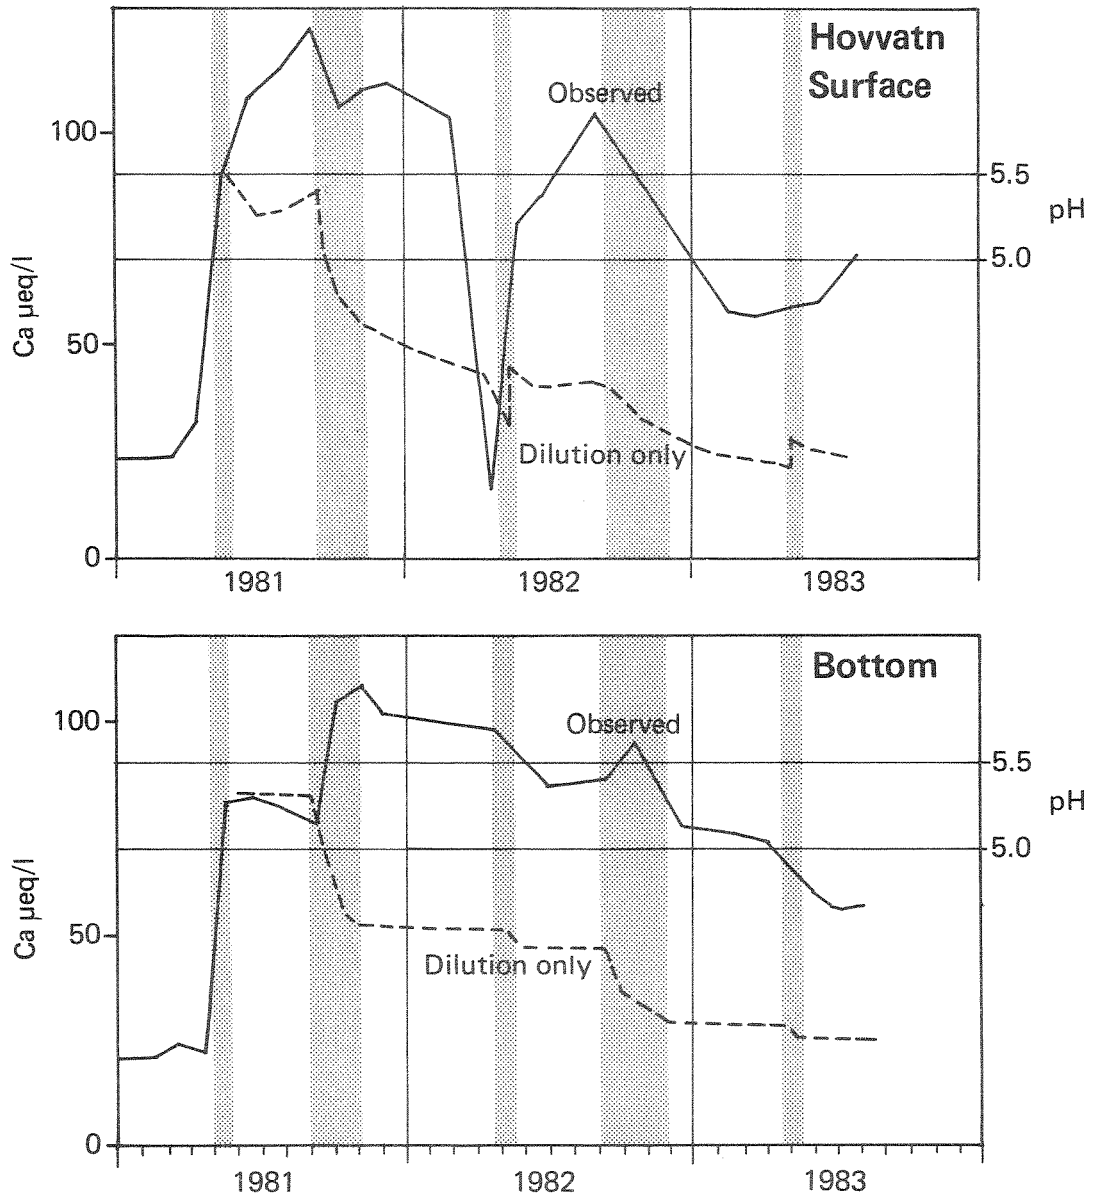 Hovvatn
Surface
Observed
100
5.5
pH
5.0
Ca µeq/l
50
Dilution only
0
1981 1982 1983
Bottom
100
Observed
5.5
pH
5.0
Ca µeq/l
50
Dilution only
0
1981 1982 1983